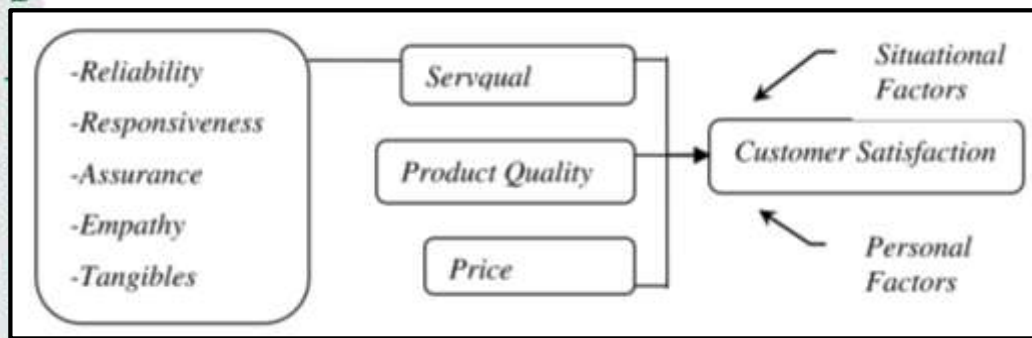 -Reliability
-Responsiveness
-Assurance
-Empathy
-Tangibles
Servqual
Product Quality
Price
Situational
Factors
Customer Satisfaction
Personal
Factors